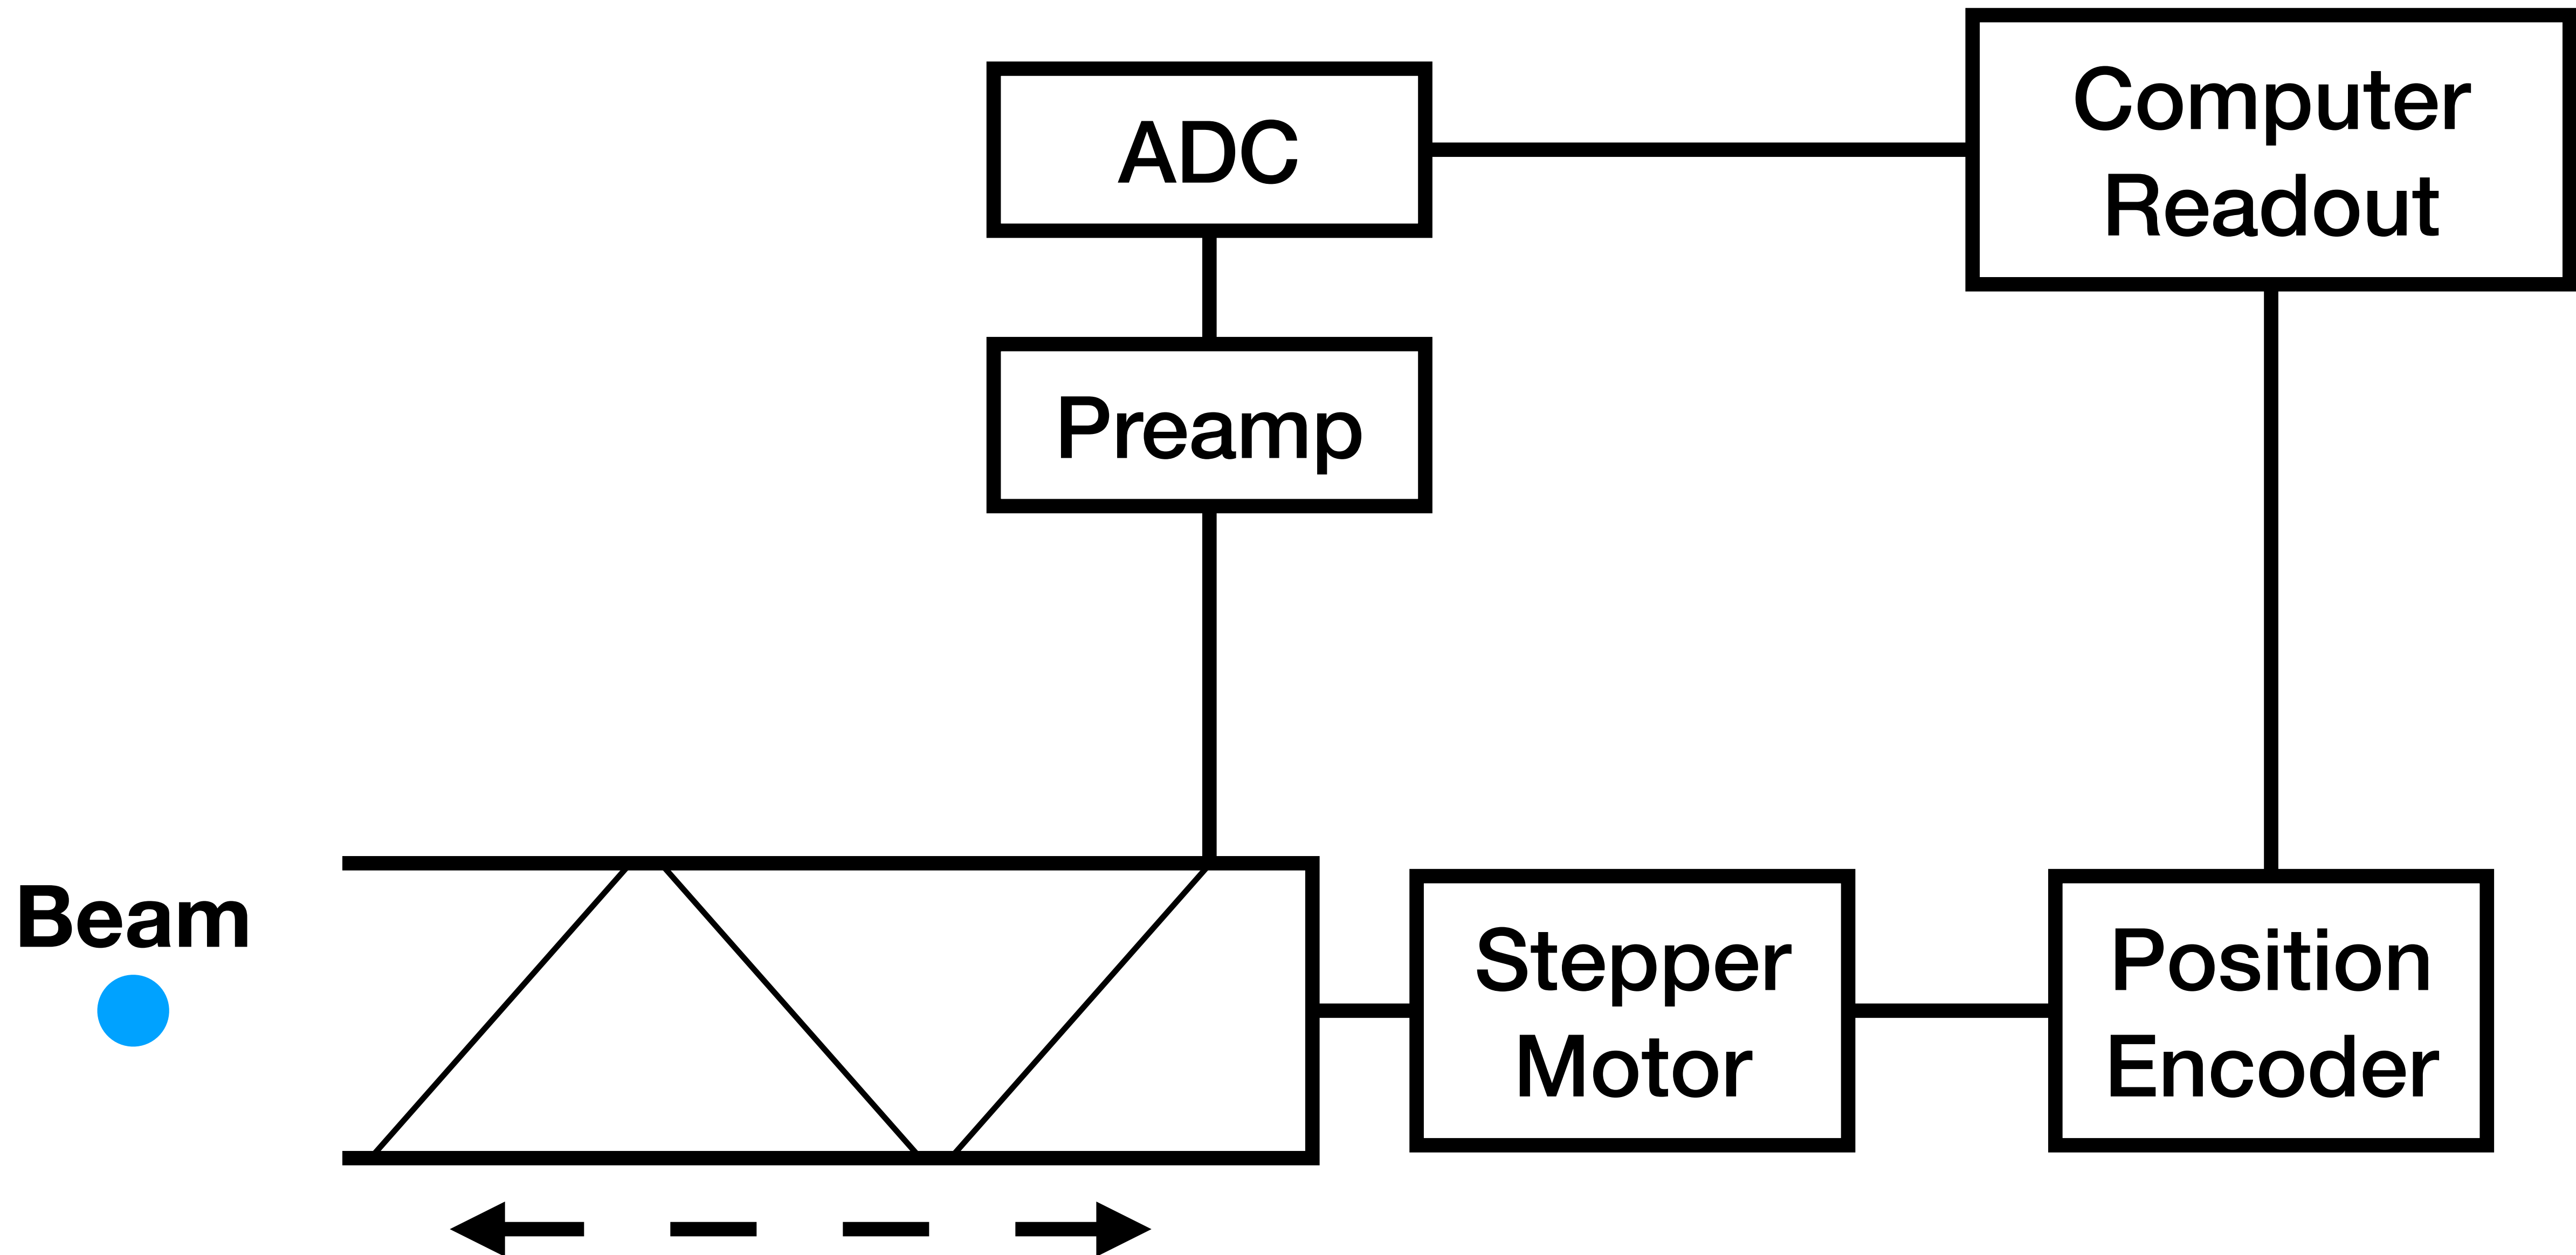 ADC
Computer
Readout
Preamp
Beam
Stepper
Motor
Position
Encoder